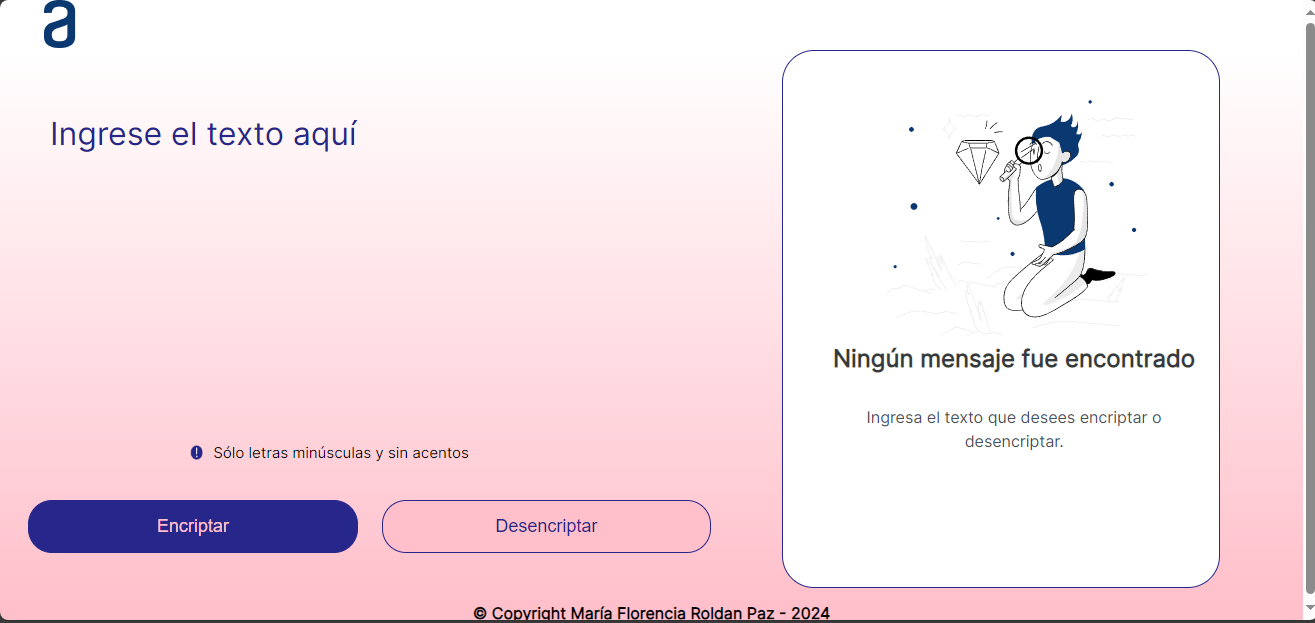 a
Ingrese el texto aquí
Ningún mensaje fue encontrado
Ingresa el texto que desees encriptar o
desencriptar.
Sólo letras minúsculas y sin acentos
Encriptar
Desencriptar
© Copyright María Florencia Roldan Paz - 2024